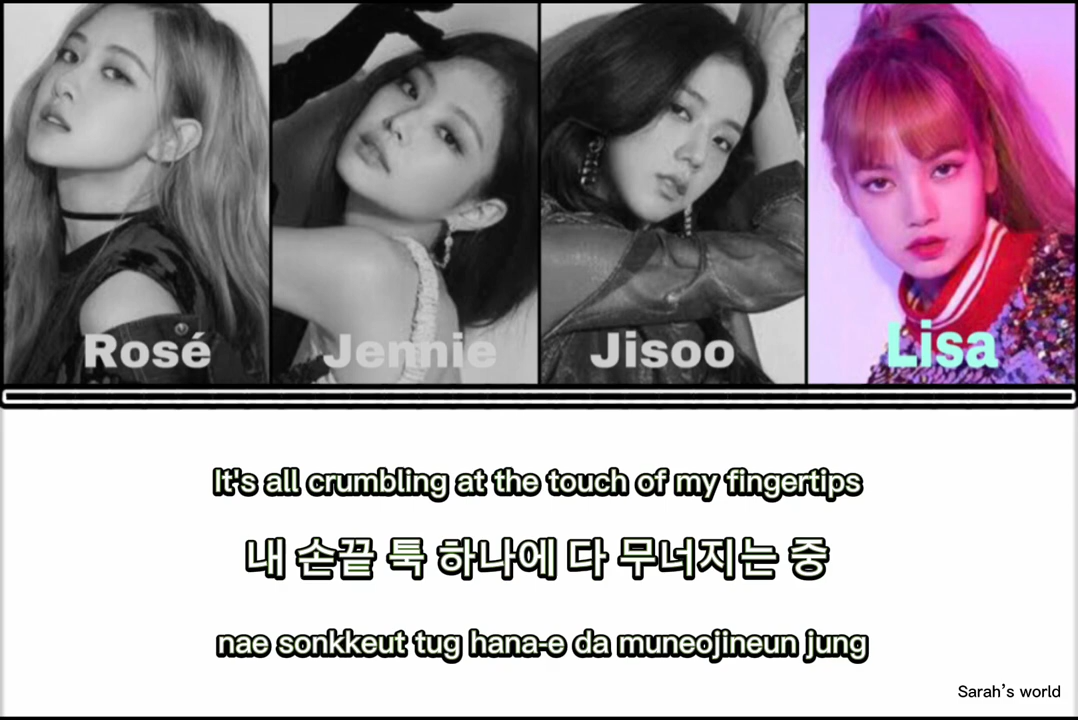 Rosé Jennie Jisoo Lisa
It's all crumbling at the touch of my fingertips
내 손끝 툭 하나에 다 무너지는 중
nae sonkkeut tug hana-e da muneojineun jung
Sarah's world